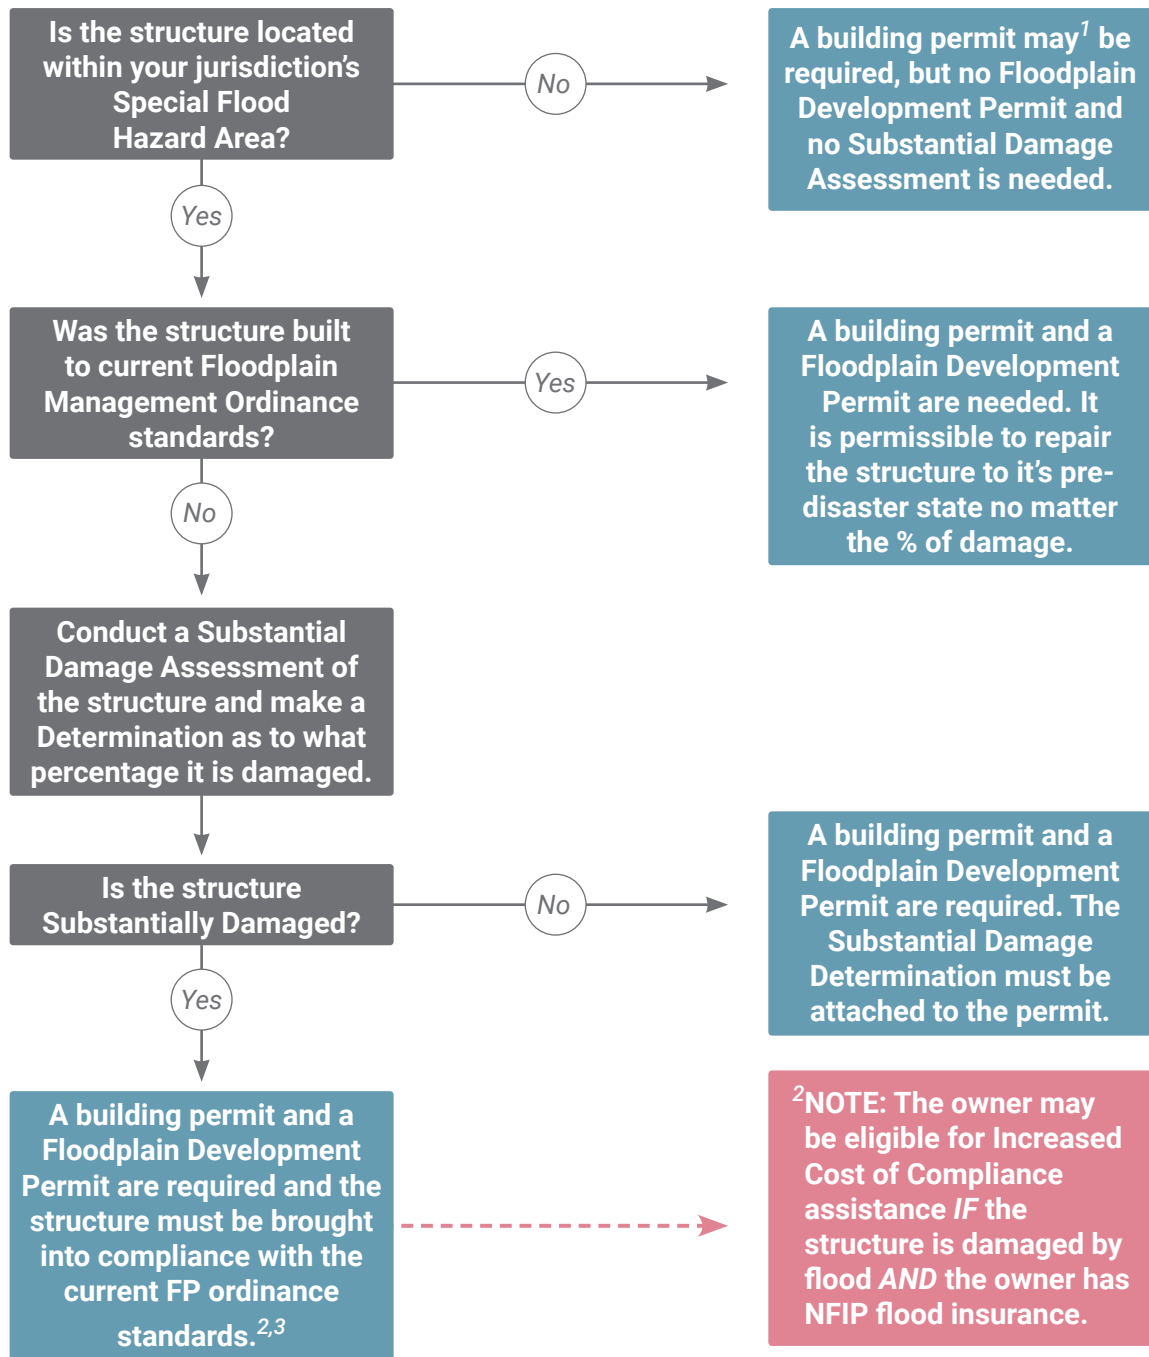 Is the structure located
within your jurisdiction's
Special Flood
Hazard Area?
No
A building permit may1 be
required, but no Floodplain
Development Permit and
no Substantial Damage
Assessment is needed.
Yes
Was the structure built
to current Floodplain
Management Ordinance
standards?
Yes
A building permit and a
Floodplain Development
Permit are needed. It
is permissible to repair
the structure to it's pre-
disaster state no matter
the % of damage.
No
Conduct a Substantial
Damage Assessment of
the structure and make a
Determination as to what
percentage it is damaged.
Is the structure
Substantially Damaged?
No
A building permit and a
Floodplain Development
Permit are required. The
Substantial Damage
Determination must be
attached to the permit.
Yes
A building permit and a
Floodplain Development
Permit are required and the
structure must be brought
into compliance with the
current FP ordinance
standards.2,3
2NOTE: The owner may
be eligible for Increased
Cost of Compliance
assistance IF the
structure is damaged by
flood AND the owner has
NFIP flood insurance.